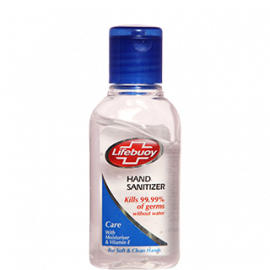 Lifebuoy
HAND
SANITIZER
Kills 99.99%
of germs
without water
Care
With
Moisturiser
& Vitamin E
For Soft & Clean Hands